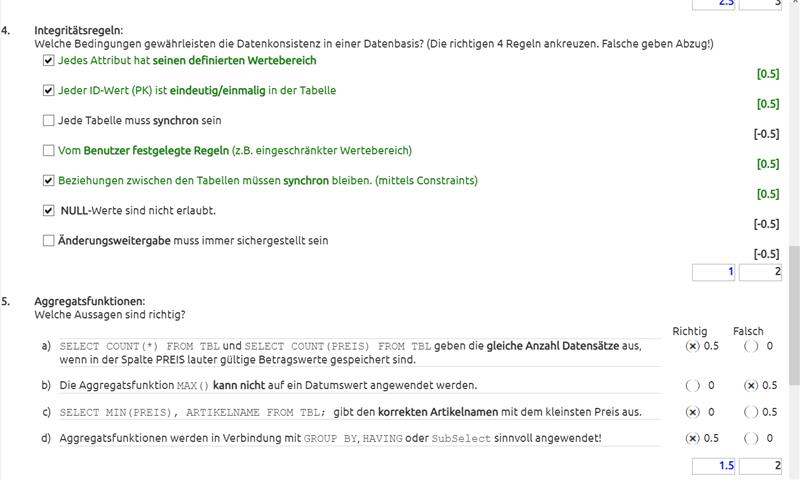 2.5 3
4. Integritätsregeln:
Welche Bedingungen gewährleisten die Datenkonsistenz in einer Datenbasis? (Die richtigen 4 Regeln ankreuzen. Falsche geben Abzug!)
Jedes Attribut hat seinen definierten Wertebereich
[0.5]
Jeder ID-Wert (PK) ist eindeutig/einmalig in der Tabelle
[0.5]
Jede Tabelle muss synchron sein
[-0.5]
Vom Benutzer festgelegte Regeln (z.B. eingeschränkter Wertebereich)
[0.5]
Beziehungen zwischen den Tabellen müssen synchron bleiben. (mittels Constraints)
[0.5]
NULL-Werte sind nicht erlaubt.
[-0.5]
Änderungsweitergabe muss immer sichergestellt sein
[-0.5]
1 2
5. Aggregatsfunktionen:
Welche Aussagen sind richtig?
Richtig Falsch
a) SELECT COUNT(*) FROM TBL und SELECT COUNT(PREIS) FROM TBL geben die gleiche Anzahl Datensätze aus, 0.5 0
wenn in der Spalte PREIS lauter gültige Betragswerte gespeichert sind.
b) Die Aggregatsfunktion MAX() kann nicht auf ein Datumswert angewendet werden. 0 0.5
c) SELECT MIN(PREIS), ARTIKELNAME FROM TBL; gibt den korrekten Artikelnamen mit dem kleinsten Preis aus. 0 0.5
d) Aggregatsfunktionen werden in Verbindung mit GROUP BY, HAVING oder SubSelect sinnvoll angewendet! 0.5 0
1.5 2